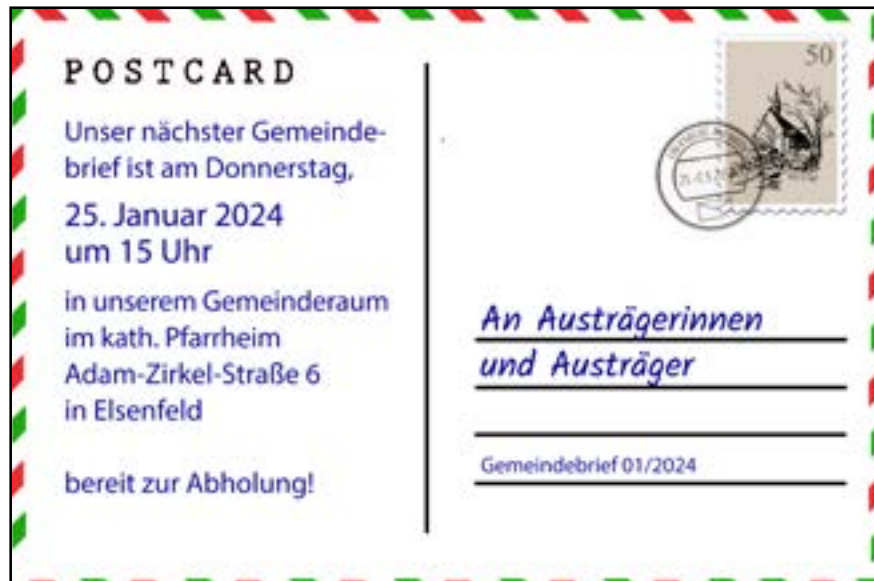 POSTCARD
Unser nächster Gemeinde-
brief ist am Donnerstag,
25. Januar 2024
um 15 Uhr
in unserem Gemeinderaum
im kath. Pfarrheim
Adam-Zirkel-Straße 6
in Elsenfeld
bereit zur Abholung!
50
An Austrägerinnen
und Austräger
Gemeindebrief 01/2024